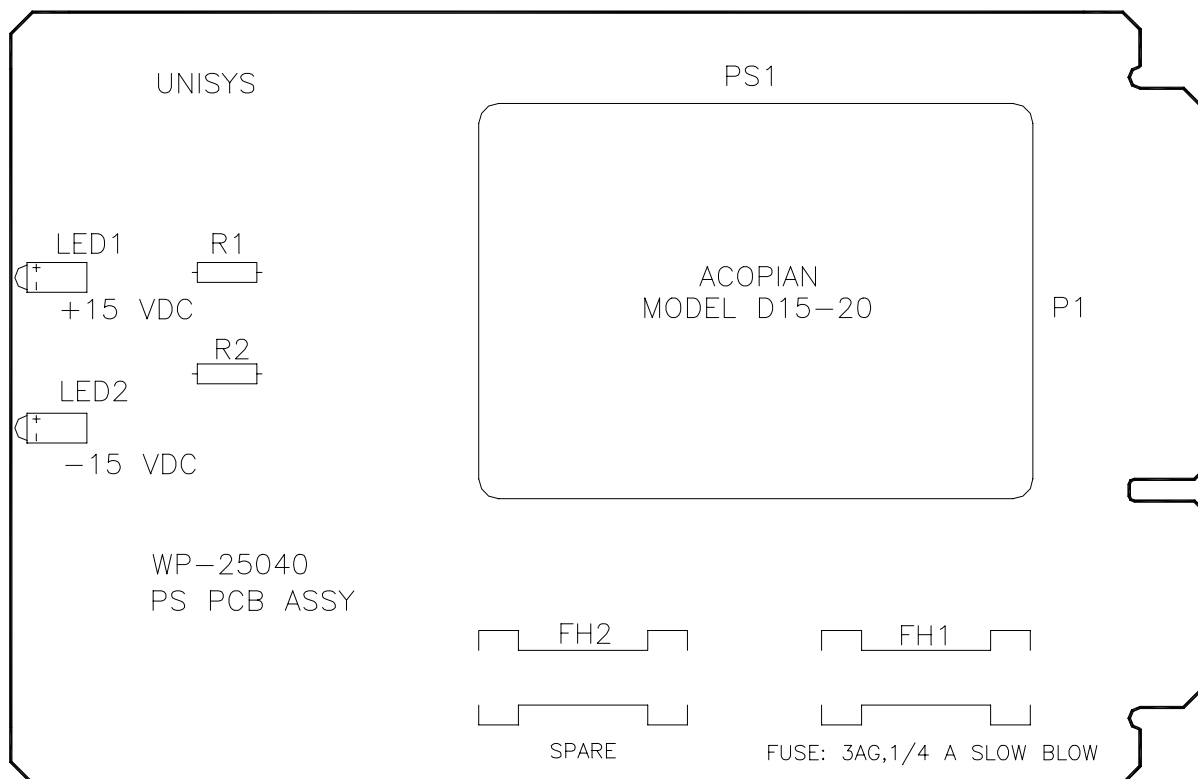 UNISYS
PS1
LED1
R1
+ -
+15 VDC
ACOPIAN
MODEL D15-20
P1
R2
LED2
+ -
-15 VDC
WP-25040
PS PCB ASSY
FH2
FH1
SPARE
FUSE: 3AG,1/4 A SLOW BLOW